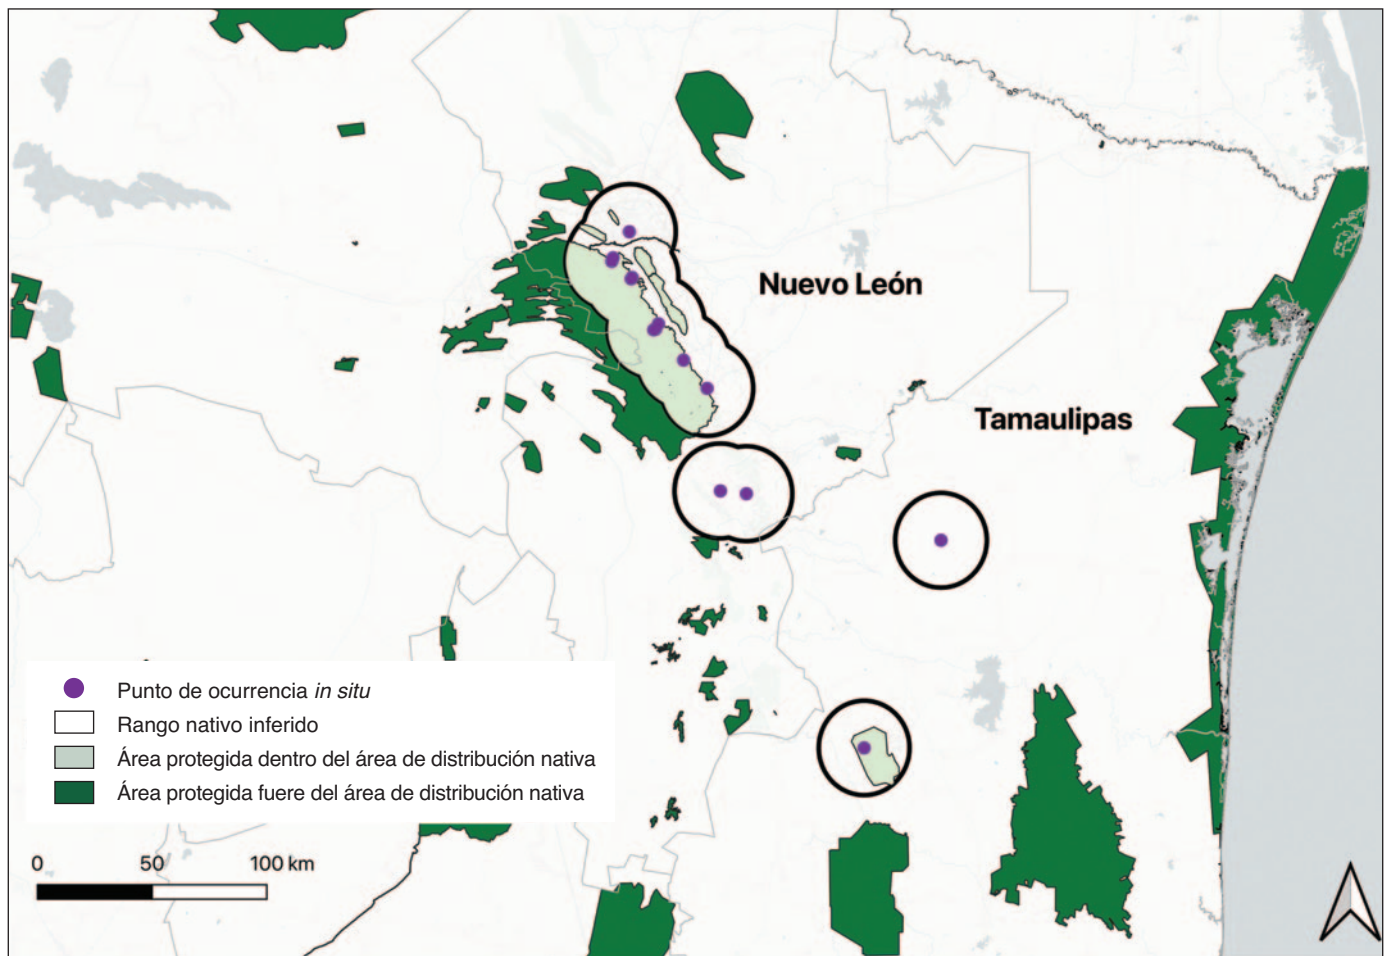 Nuevo León
Tamaulipas
Punto de ocurrencia in situ
Rango nativo inferido
Área protegida dentro del área de distribución nativa
Área protegida fuere del área de distribución nativa
0 50 100 km